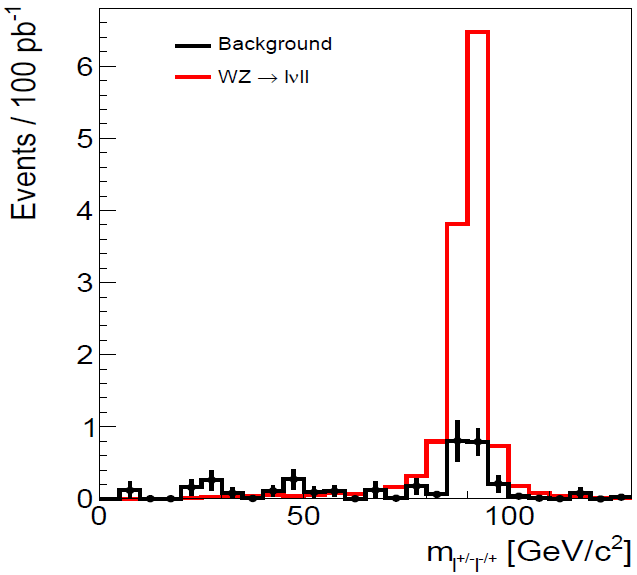 Events / 100 pb⁻¹
Background
WZ → lνll
6
5
4
3
2
1
0
0 50 100
m_l⁺/⁻l⁻/⁺ [GeV/c²]